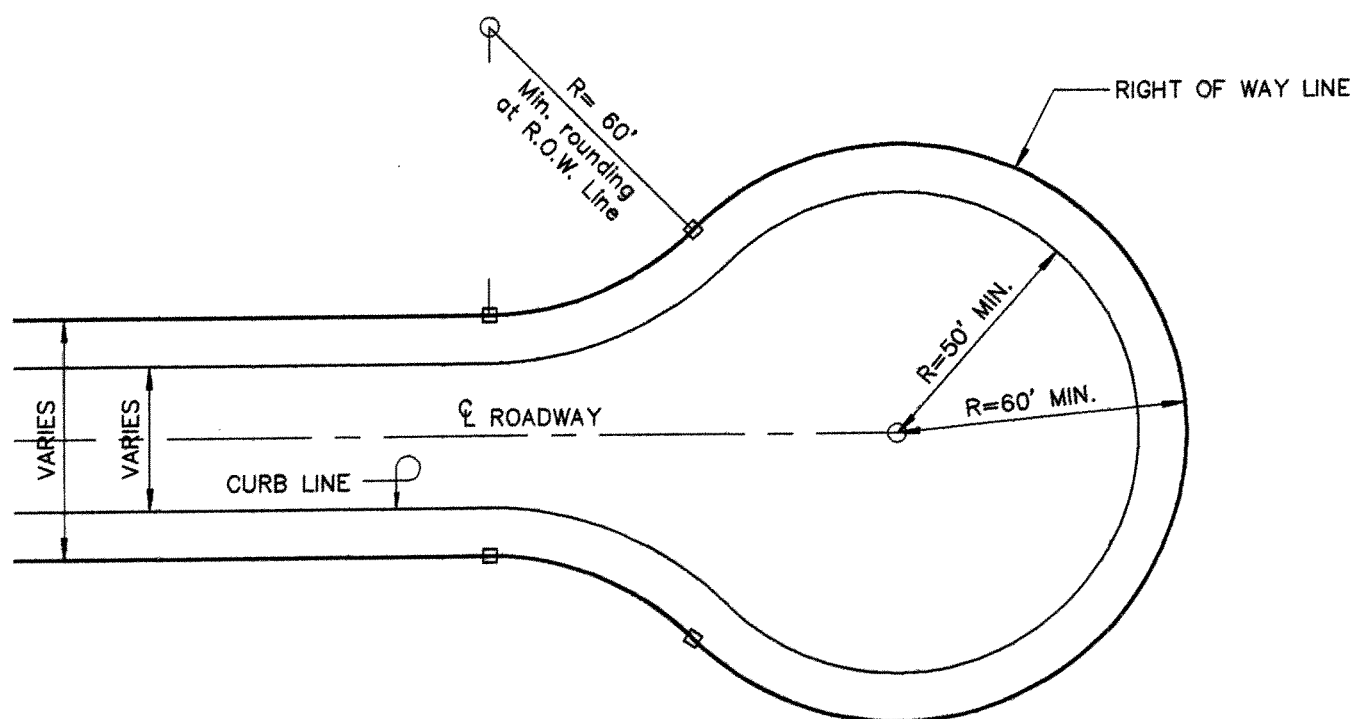 R= 60'
Min. rounding
at R.O.W. Line
RIGHT OF WAY LINE
R=50' MIN.
R=60' MIN.
℄ ROADWAY
VARIES
VARIES
CURB LINE